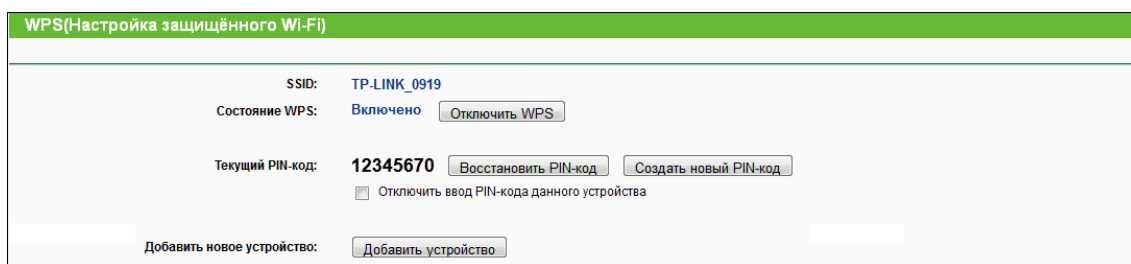 WPS(Настройка защищённого Wi-Fi)
SSID: TP-LINK_0919
Состояние WPS: Включено Отключить WPS
Текущий PIN-код: 12345670 Восстановить PIN-код Создать новый PIN-код
Отключить ввод PIN-кода данного устройства
Добавить новое устройство: Добавить устройство